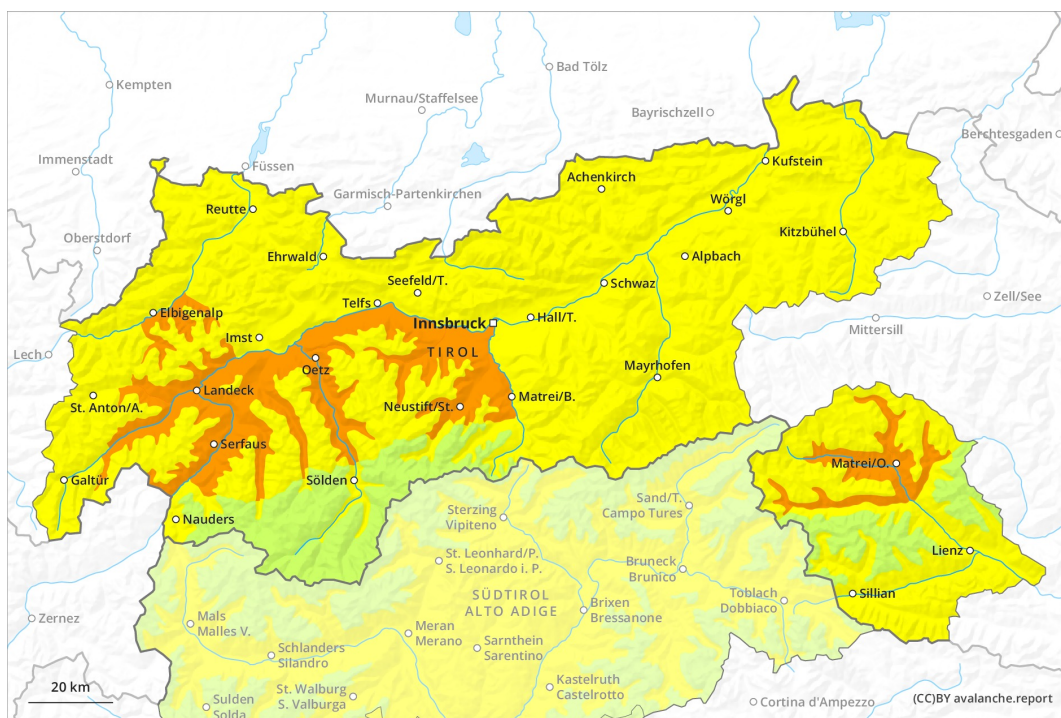 Bad Tölz
Kempten
Murnau/Staffelsee
Bayrischzell
Berchtesgaden
Immenstadt
Füssen
Kufstein
Achenkirch
Garmisch-Partenkirchen
Wörgl
Reutte
Kitzbühel
Oberstdorf
Ehrwald
Alpbach
Seefeld/T.
Schwaz
Zell/See
Telfs
Elbigenalp
Hall/T.
Innsbruck
Mittersill
Imst
TIROL
Lech
Oetz
Mayrhofen
Landeck
St. Anton/A.
Neustift/St.
Matrei/B.
Serfaus
Matrei/O.
Galtür
Sölden
Sand/T.
Campo Tures
Sterzing
Vipiteno
Nauders
Lienz
St. Leonhard/P.
S. Leonardo i. P.
Bruneck
Brunico
SÜDTIROL
ALTO ADIGE
Toblach
Dobbiaco
Sillian
Brixen
Bressanone
Zernez
Mals
Malles V.
Meran
Merano
Sarnthein
Sarentino
Schlanders
Silandro
20 km
St. Walburg
S. Valburga
Kastelruth
Castelrotto
Sulden
Solda
Cortina d'Ampezzo
(CC)BY avalanche.report